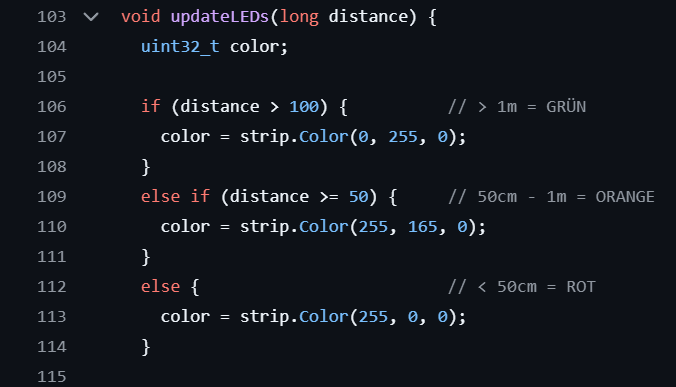 103 void updateLEDs(long distance) {
104 uint32_t color;
105
106 if (distance > 100) { // > 1m = GRÜN
107 color = strip.Color(0, 255, 0);
108 }
109 else if (distance >= 50) { // 50cm - 1m = ORANGE
110 color = strip.Color(255, 165, 0);
111 }
112 else { // < 50cm = ROT
113 color = strip.Color(255, 0, 0);
114 }
115